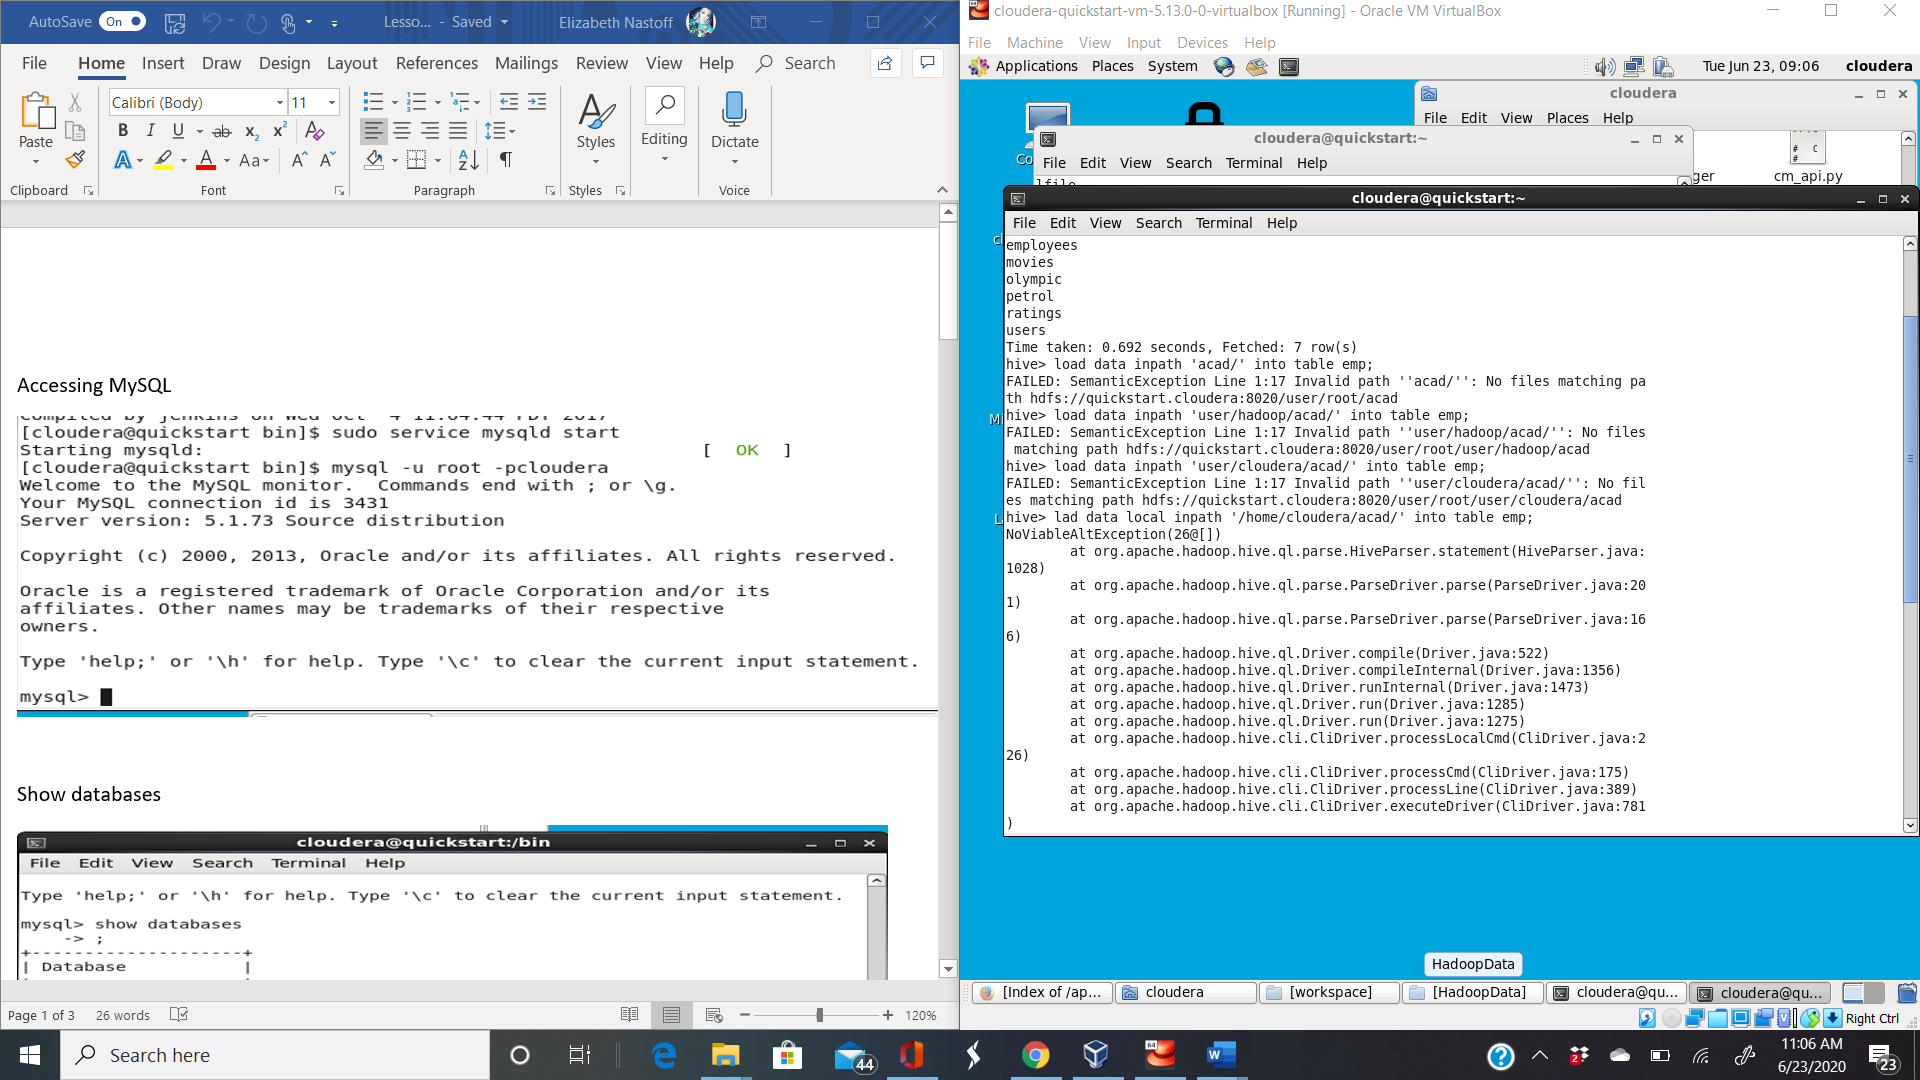 AutoSave On Lesso... - Saved Elizabeth Nastoff
File Home Insert Draw Design Layout References Mailings Review View Help Search
Calibri (Body) 11
Paste Styles Editing Dictate
Clipboard Font Paragraph Styles Voice
Accessing MySQL
Compiled by jenkins on Wed Oct 4 11:04:44 PDT 2017
[cloudera@quickstart bin]$ sudo service mysqld start
Starting mysqld: [ OK ]
[cloudera@quickstart bin]$ mysql -u root -pcloudera
Welcome to the MySQL monitor. Commands end with ; or \g.
Your MySQL connection id is 3431
Server version: 5.1.73 Source distribution
Copyright (c) 2000, 2013, Oracle and/or its affiliates. All rights reserved.
Oracle is a registered trademark of Oracle Corporation and/or its
affiliates. Other names may be trademarks of their respective
owners.
Type 'help;' or '\h' for help. Type '\c' to clear the current input statement.
mysql>
Show databases
cloudera@quickstart:/bin
File Edit View Search Terminal Help
Type 'help;' or '\h' for help. Type '\c' to clear the current input statement.
mysql> show databases
-> ;
+--------------------+
| Database |
Page 1 of 3 26 words 120%
cloudera-quickstart-vm-5.13.0-0-virtualbox [Running] - Oracle VM VirtualBox
File Machine View Input Devices Help
Applications Places System Tue Jun 23, 09:06 cloudera
cloudera
File Edit View Places Help
# C
#
ger cm_api.py
Co
cloudera@quickstart:~
File Edit View Search Terminal Help
lfile
cloudera@quickstart:~
File Edit View Search Terminal Help
employees
movies
olympic
petrol
ratings
users
Time taken: 0.692 seconds, Fetched: 7 row(s)
hive> load data inpath 'acad/' into table emp;
FAILED: SemanticException Line 1:17 Invalid path ''acad/'': No files matching pa
th hdfs://quickstart.cloudera:8020/user/root/acad
hive> load data inpath 'user/hadoop/acad/' into table emp;
FAILED: SemanticException Line 1:17 Invalid path ''user/hadoop/acad/'': No files
matching path hdfs://quickstart.cloudera:8020/user/root/user/hadoop/acad
hive> load data inpath 'user/cloudera/acad/' into table emp;
FAILED: SemanticException Line 1:17 Invalid path ''user/cloudera/acad/'': No fil
es matching path hdfs://quickstart.cloudera:8020/user/root/user/cloudera/acad
hive> lad data local inpath '/home/cloudera/acad/' into table emp;
NoViableAltException(26@[])
at org.apache.hadoop.hive.ql.parse.HiveParser.statement(HiveParser.java:
1028)
at org.apache.hadoop.hive.ql.parse.ParseDriver.parse(ParseDriver.java:20
1)
at org.apache.hadoop.hive.ql.parse.ParseDriver.parse(ParseDriver.java:16
6)
at org.apache.hadoop.hive.ql.Driver.compile(Driver.java:522)
at org.apache.hadoop.hive.ql.Driver.compileInternal(Driver.java:1356)
at org.apache.hadoop.hive.ql.Driver.runInternal(Driver.java:1473)
at org.apache.hadoop.hive.ql.Driver.run(Driver.java:1285)
at org.apache.hadoop.hive.ql.Driver.run(Driver.java:1275)
at org.apache.hadoop.hive.cli.CliDriver.processLocalCmd(CliDriver.java:2
26)
at org.apache.hadoop.hive.cli.CliDriver.processCmd(CliDriver.java:175)
at org.apache.hadoop.hive.cli.CliDriver.processLine(CliDriver.java:389)
at org.apache.hadoop.hive.cli.CliDriver.executeDriver(CliDriver.java:781
)
HadoopData
[Index of /ap... cloudera [workspace] [HadoopData] cloudera@qu... cloudera@qu...
Right Ctrl
Search here 44 64 2 11:06 AM
6/23/2020 23